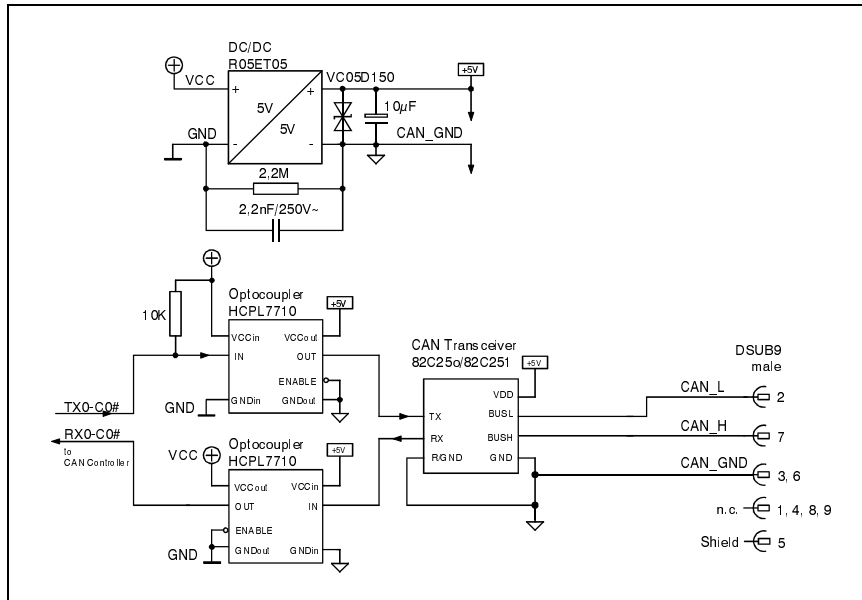 DC/DC
R05ET05
VCC
VC05D150
+5V
+
+
5V
5V
10µF
GND
-
-
CAN_GND
2,2M
2,2nF/250V~
10K
Optocoupler
HCPL7710
+5V
VCCin
VCCout
IN
OUT
ENABLE
GNDin
GNDout
GND
TX0-C0#
RX0-C0#
to
CAN Controller
CAN Transceiver
82C25o/82C251
+5V
VDD
TX
BUSL
RX
BUSH
R/GND
GND
DSUB9
male
CAN_L
2
CAN_H
7
CAN_GND
3, 6
n.c.
1, 4, 8, 9
Shield
5
Optocoupler
HCPL7710
VCC
+5V
VCCout
VCCin
OUT
IN
ENABLE
GNDout
GNDin
GND